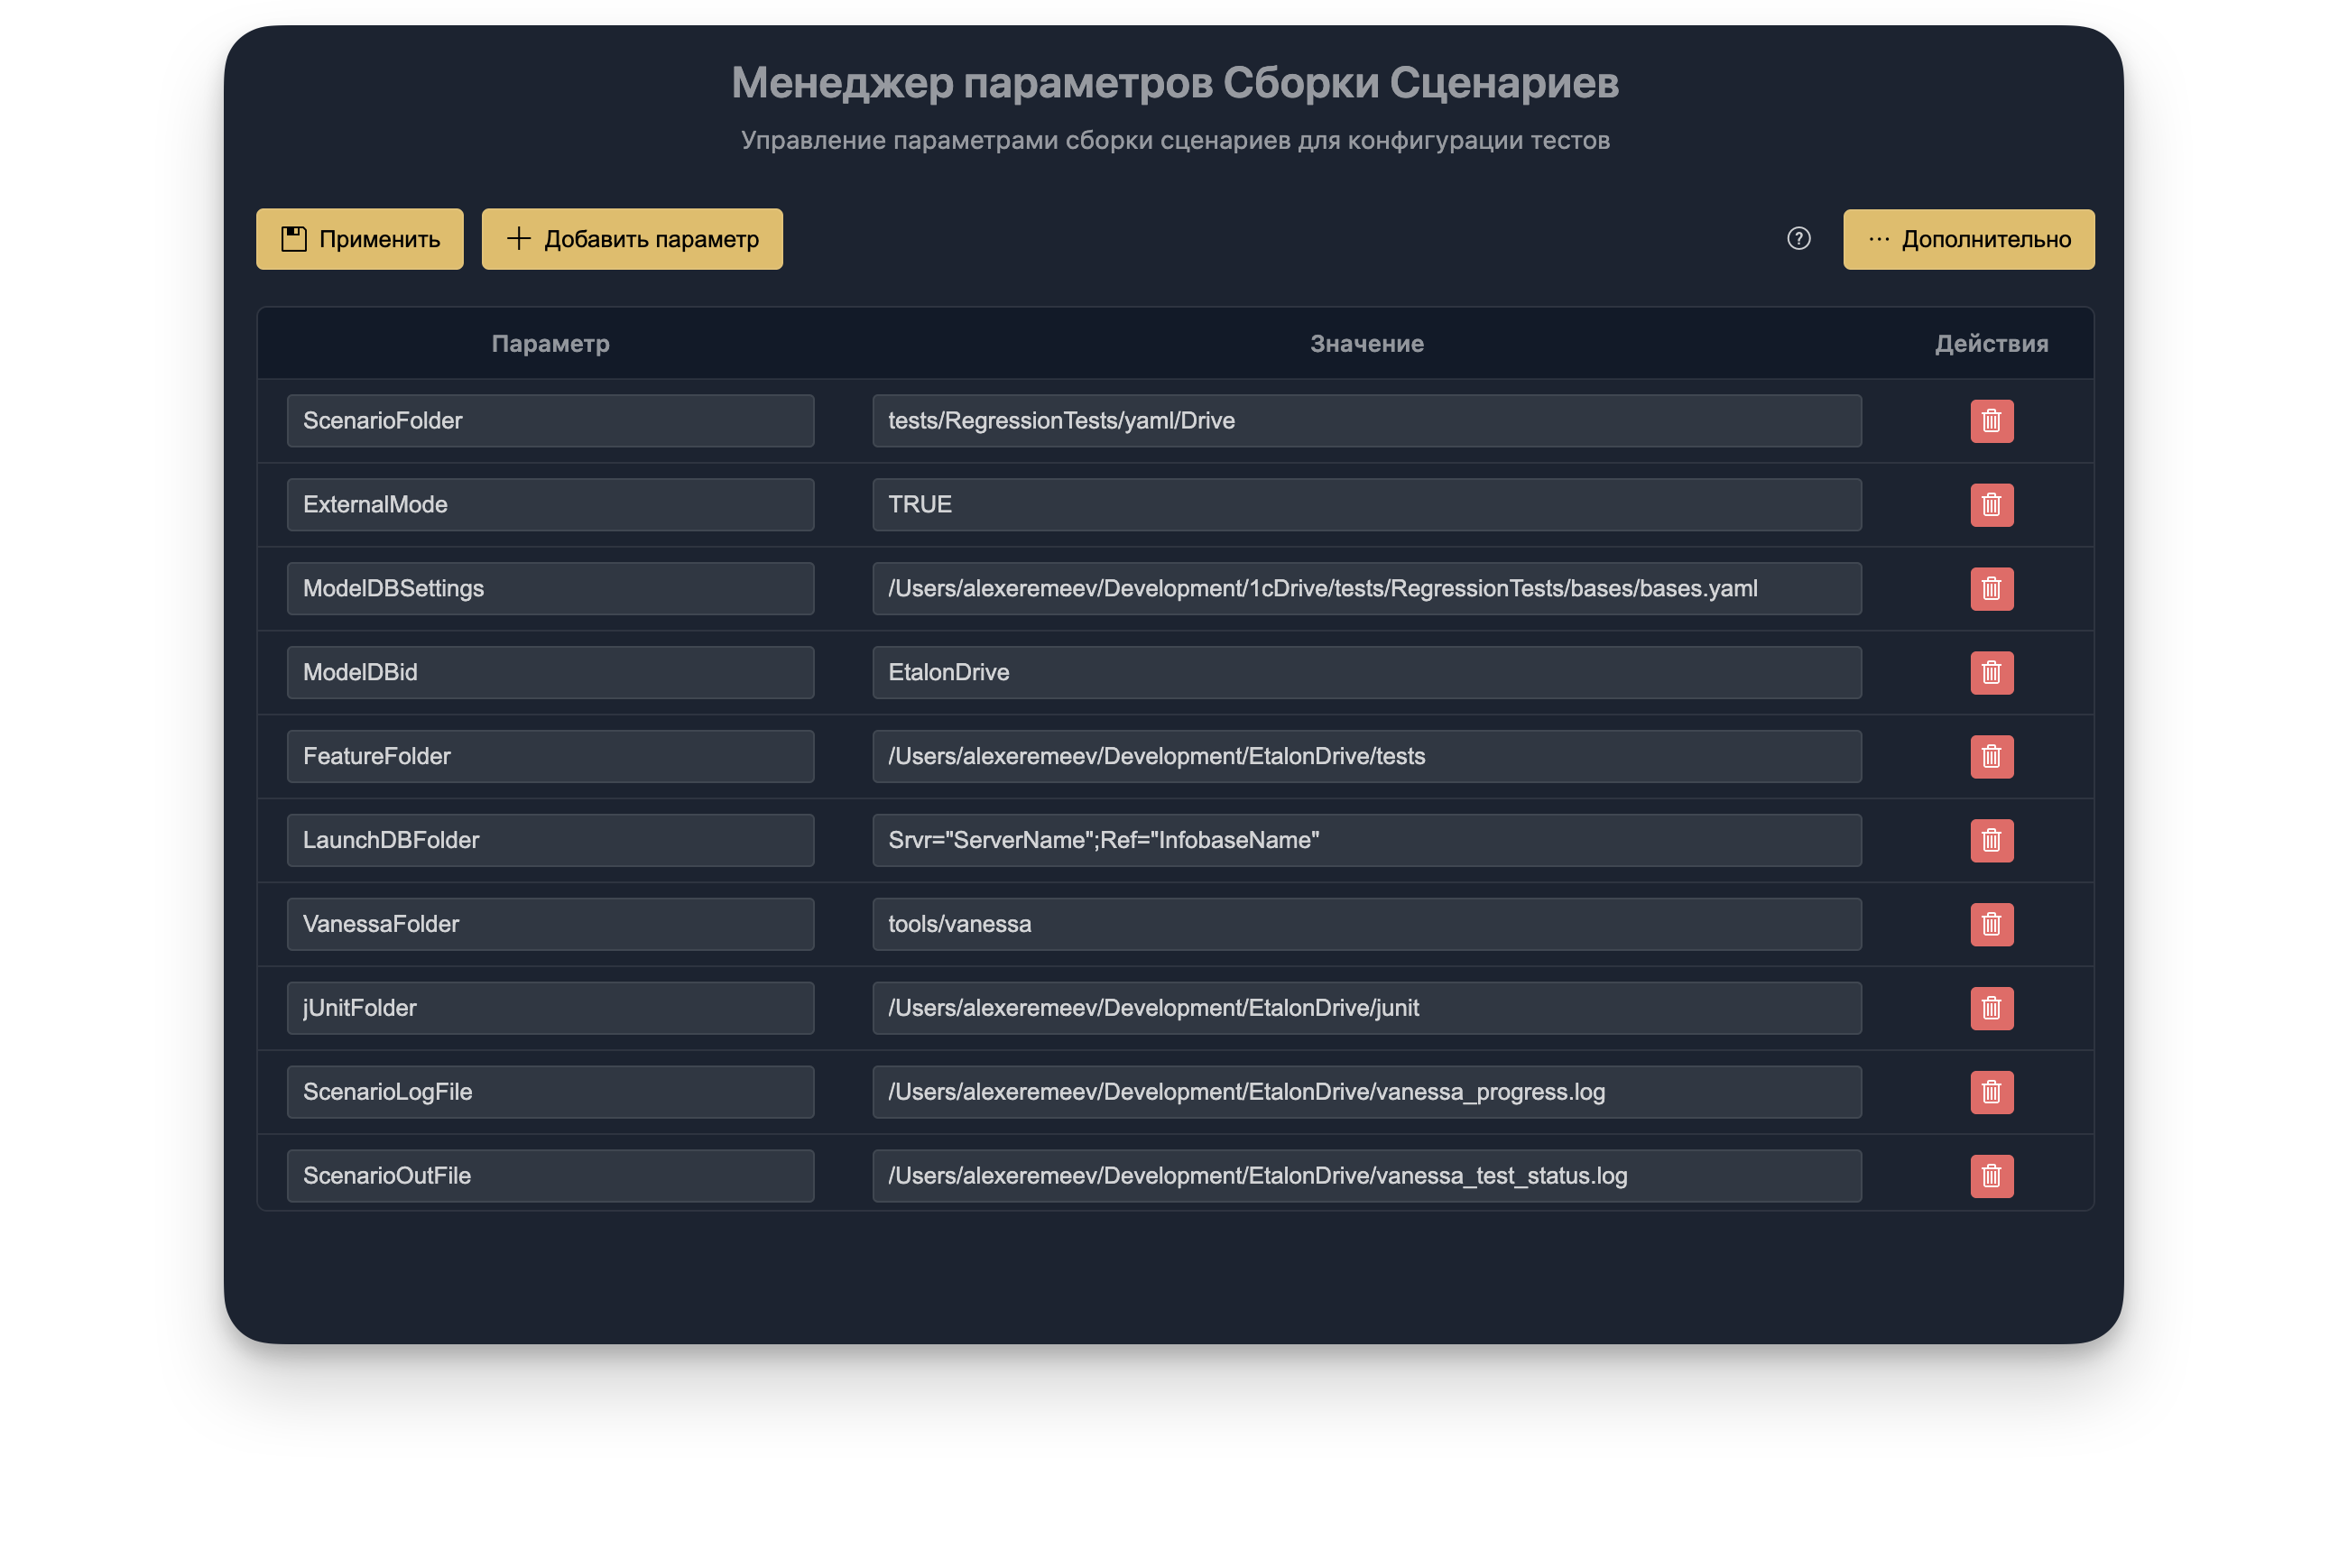 Менеджер параметров Сборки Сценариев
Управление параметрами сборки сценариев для конфигурации тестов
Применить
Добавить параметр
? ··· Дополнительно
Параметр Значение Действия
ScenarioFolder tests/RegressionTests/yaml/Drive
ExternalMode TRUE
ModelDBSettings /Users/alexeremeev/Development/1cDrive/tests/RegressionTests/bases/bases.yaml
ModelDBid EtalonDrive
FeatureFolder /Users/alexeremeev/Development/EtalonDrive/tests
LaunchDBFolder Srvr="ServerName";Ref="InfobaseName"
VanessaFolder tools/vanessa
jUnitFolder /Users/alexeremeev/Development/EtalonDrive/junit
ScenarioLogFile /Users/alexeremeev/Development/EtalonDrive/vanessa_progress.log
ScenarioOutFile /Users/alexeremeev/Development/EtalonDrive/vanessa_test_status.log